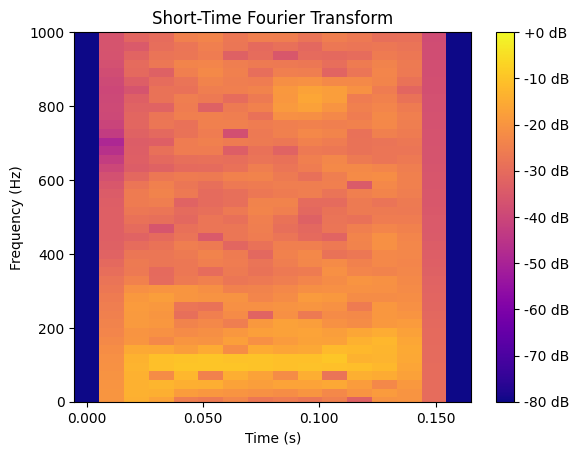 Short-Time Fourier Transform
1000
800
600
400
200
0
Frequency (Hz)
0.000
0.050
0.100
0.150
Time (s)
+0 dB
-10 dB
-20 dB
-30 dB
-40 dB
-50 dB
-60 dB
-70 dB
-80 dB